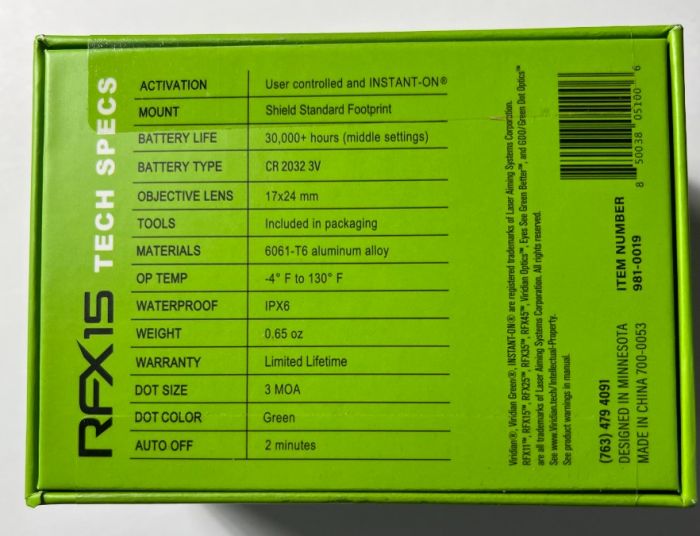 RFX15 TECH SPECS
ACTIVATION User controlled and INSTANT-ON®
MOUNT Shield Standard Footprint
BATTERY LIFE 30,000+ hours (middle settings)
BATTERY TYPE CR 2032 3V
OBJECTIVE LENS 17x24 mm
TOOLS Included in packaging
MATERIALS 6061-T6 aluminum alloy
OP TEMP -4° F to 130° F
WATERPROOF IPX6
WEIGHT 0.65 oz
WARRANTY Limited Lifetime
DOT SIZE 3 MOA
DOT COLOR Green
AUTO OFF 2 minutes
Viridian®, Viridian Green®, INSTANT-ON® are registered trademarks of Laser Aiming Systems Corporation.
RFX11™, RFX15™, RFX25™, RFX35™, RFX45™, Viridian Optics™, Eyes See Green Better™, and GDO/Green Dot Optics™
are all trademarks of Laser Aiming Systems Corporation. All rights reserved.
See www.Viridian.tech/Intellectual-Property.
See product warnings in manual.
(763) 479 4091
DESIGNED IN MINNESOTA
MADE IN CHINA 700-0053
ITEM NUMBER
981-0019
8 50038 05100 6